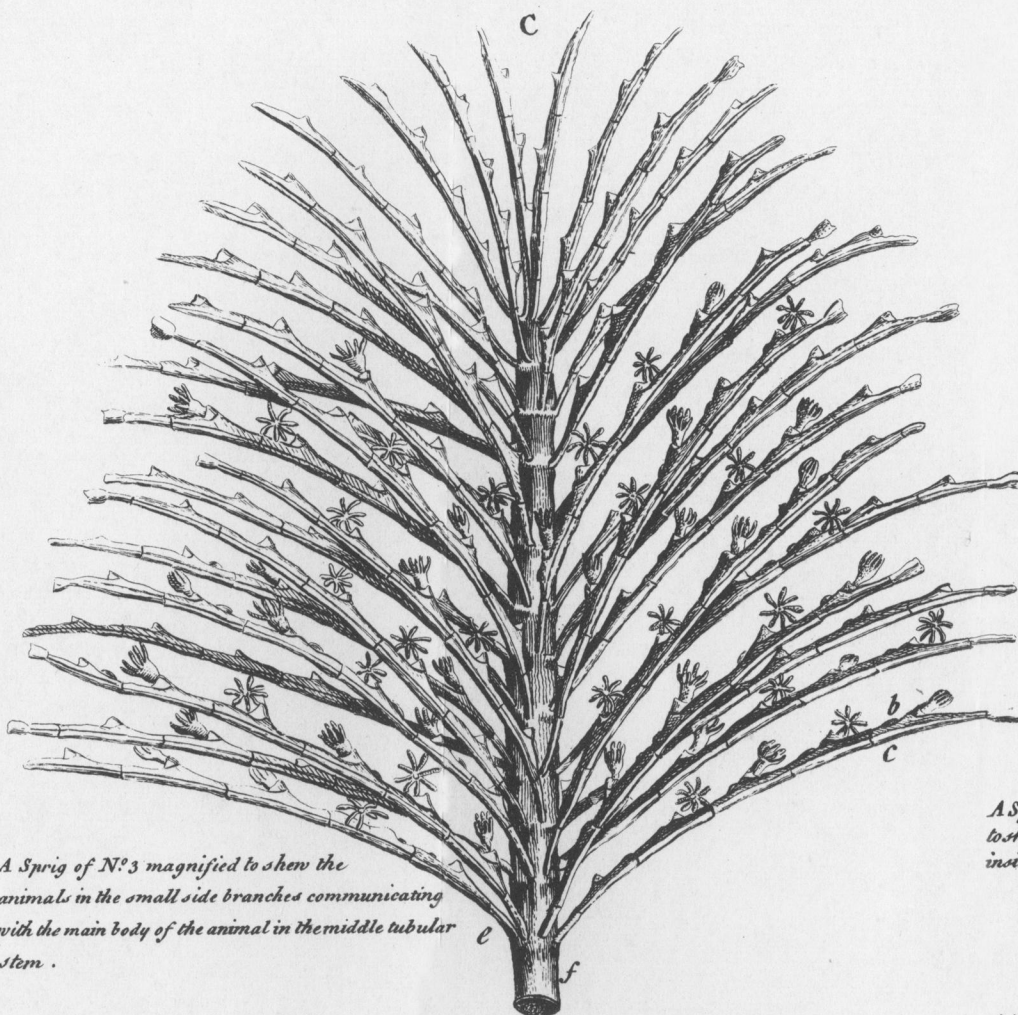 C
b
c
A Sprig of N.º 3 magnified to shew the
animals in the small side branches communicating
with the main body of the animal in the middle tubular
stem .
e
f
A